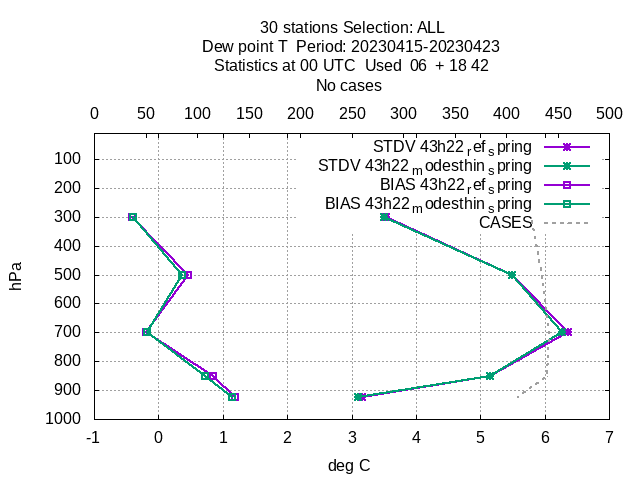 30 stations Selection: ALL
Dew point T  Period: 20230415-20230423
Statistics at 00 UTC  Used  06  + 18 42
No cases
0 50 100 150 200 250 300 350 400 450 500
STDV 43h22_ref_spring
STDV 43h22_modesthin_spring
BIAS 43h22_ref_spring
BIAS 43h22_modesthin_spring
CASES
100
200
300
400
500
600
700
800
900
1000
hPa
-1 0 1 2 3 4 5 6 7
deg C